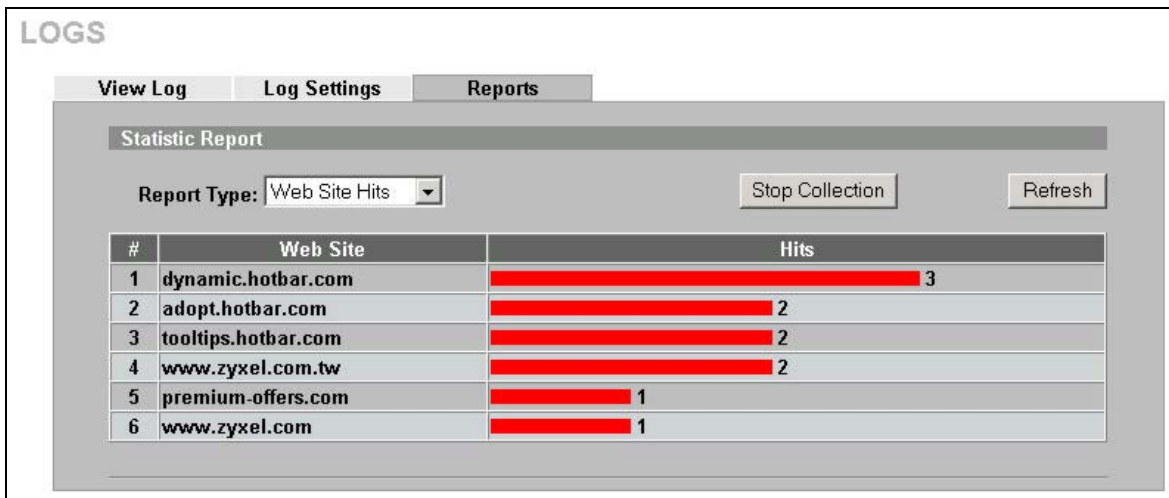 LOGS
View Log Log Settings Reports
Statistic Report
Report Type: Web Site Hits Stop Collection Refresh
# Web Site Hits
1 dynamic.hotbar.com 3
2 adopt.hotbar.com 2
3 tooltips.hotbar.com 2
4 www.zyxel.com.tw 2
5 premium-offers.com 1
6 www.zyxel.com 1